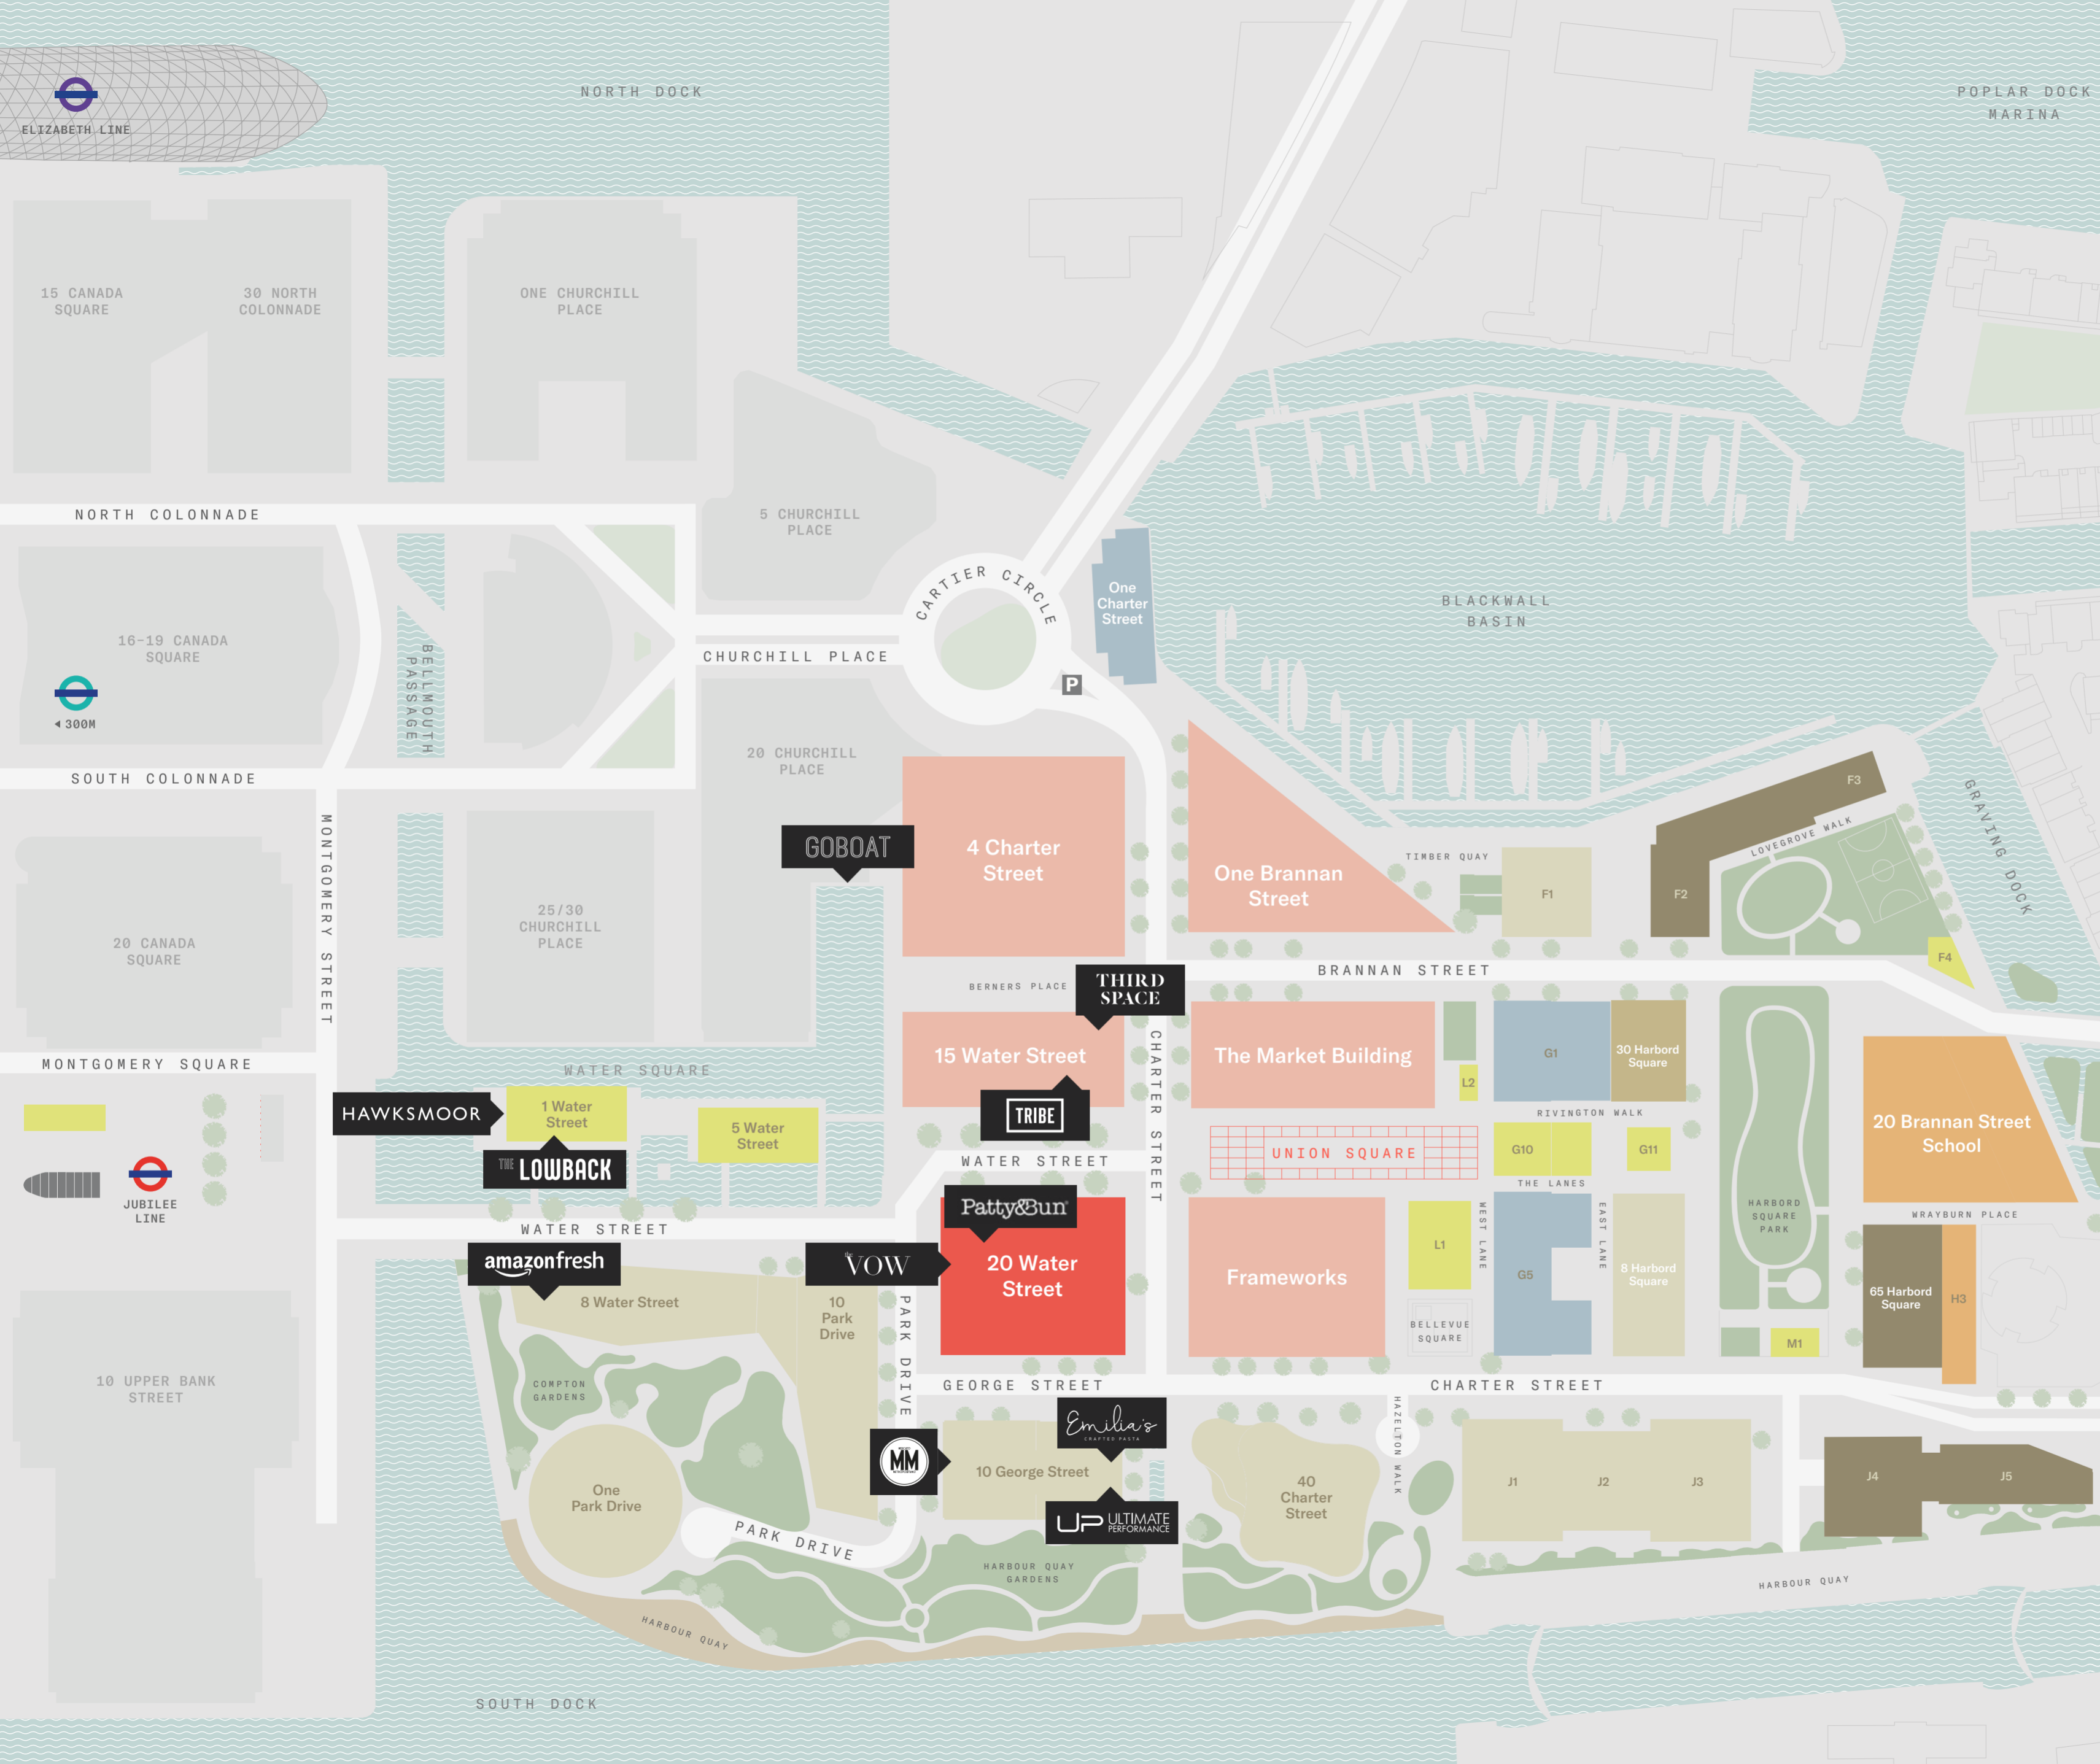 NORTH DOCK
POPLAR DOCK
MARINA
ELIZABETH LINE
15 CANADA
SQUARE
30 NORTH
COLONNADE
ONE CHURCHILL
PLACE
NORTH COLONNADE
5 CHURCHILL
PLACE
CARTIER CIRCLE
One
Charter
Street
BLACKWALL
BASIN
16-19 CANADA
SQUARE
300M
BELLMOUTH
PASSAGE
CHURCHILL PLACE
P
20 CHURCHILL
PLACE
SOUTH COLONNADE
MONTGOMERY STREET
GOBOAT
4 Charter
Street
One Brannan
Street
TIMBER QUAY
F1
F2
F3
LOVEGROVE WALK
GRAVING DOCK
F4
20 CANADA
SQUARE
25/30
CHURCHILL
PLACE
BERNERS PLACE
THIRD
SPACE
BRANNAN STREET
MONTGOMERY SQUARE
WATER SQUARE
15 Water Street
CHARTER STREET
The Market Building
L2
G1
30 Harbord
Square
RIVINGTON WALK
HAWKSMOOR
1 Water
Street
5 Water
Street
THE LOWBACK
TRIBE
WATER STREET
UNION SQUARE
G10
G11
THE LANES
20 Brannan Street
School
JUBILEE
LINE
WATER STREET
Patty&Bun
20 Water
Street
the VOW
Frameworks
L1
WEST LANE
G5
EAST LANE
8 Harbord
Square
HARBORD
SQUARE
PARK
WRAYBURN PLACE
65 Harbord
Square
H3
BELLEVUE
SQUARE
M1
amazonfresh
8 Water Street
10
Park
Drive
PARK DRIVE
10 UPPER BANK
STREET
COMPTON
GARDENS
GEORGE STREET
CHARTER STREET
Emilia's
CRAFTED PASTA
MM
10 George Street
HAZELTON WALK
One
Park Drive
40
Charter
Street
J1
J2
J3
J4
J5
UP ULTIMATE
PERFORMANCE
PARK DRIVE
HARBOUR QUAY
GARDENS
HARBOUR QUAY
HARBOUR QUAY
SOUTH DOCK